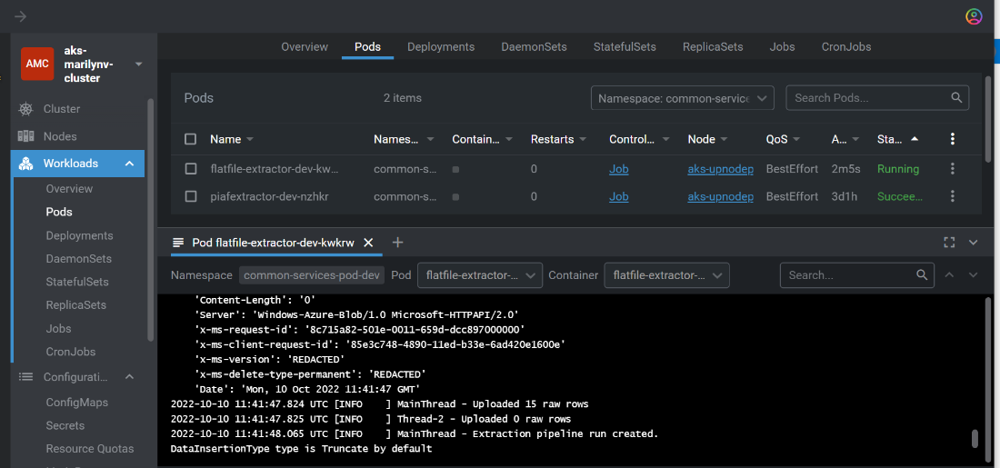 Overview Pods Deployments DaemonSets StatefulSets ReplicaSets Jobs CronJobs
AMC
aks-
marilynv-
cluster
Cluster
Nodes
Workloads
Overview
Pods
Deployments
DaemonSets
StatefulSets
ReplicaSets
Jobs
CronJobs
Configurati...
ConfigMaps
Secrets
Resource Quotas
Pods 2 items Namespace: common-service Search Pods...
Name Names... Contain... Restarts Control... Node QoS A... Sta...
flatfile-extractor-dev-kw... common-s... 0 Job aks-upnodep BestEffort 2m5s Running
piafextractor-dev-nzhkr common-s... 0 Job aks-upnodep BestEffort 3d1h Succee...
Pod flatfile-extractor-dev-kwkrw
Namespace common-services-pod-dev Pod flatfile-extractor-... Container flatfile-extractor-... Search...
'Content-Length': '0'
'Server': 'Windows-Azure-Blob/1.0 Microsoft-HTTPAPI/2.0'
'x-ms-request-id': '8c715a82-501e-0011-659d-dcc897000000'
'x-ms-client-request-id': '85e3c748-4890-11ed-b33e-6ad420e1600e'
'x-ms-version': 'REDACTED'
'x-ms-delete-type-permanent': 'REDACTED'
'Date': 'Mon, 10 Oct 2022 11:41:47 GMT'
2022-10-10 11:41:47.824 UTC [INFO    ] MainThread - Uploaded 15 raw rows
2022-10-10 11:41:47.825 UTC [INFO    ] Thread-2 - Uploaded 0 raw rows
2022-10-10 11:41:48.065 UTC [INFO    ] MainThread - Extraction pipeline run created.
DataInsertionType type is Truncate by default